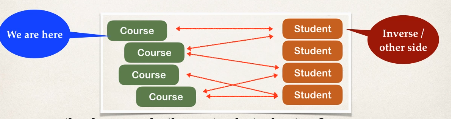 We are here
Course
Course
Course
Course
Student
Student
Student
Student
Inverse /
other side